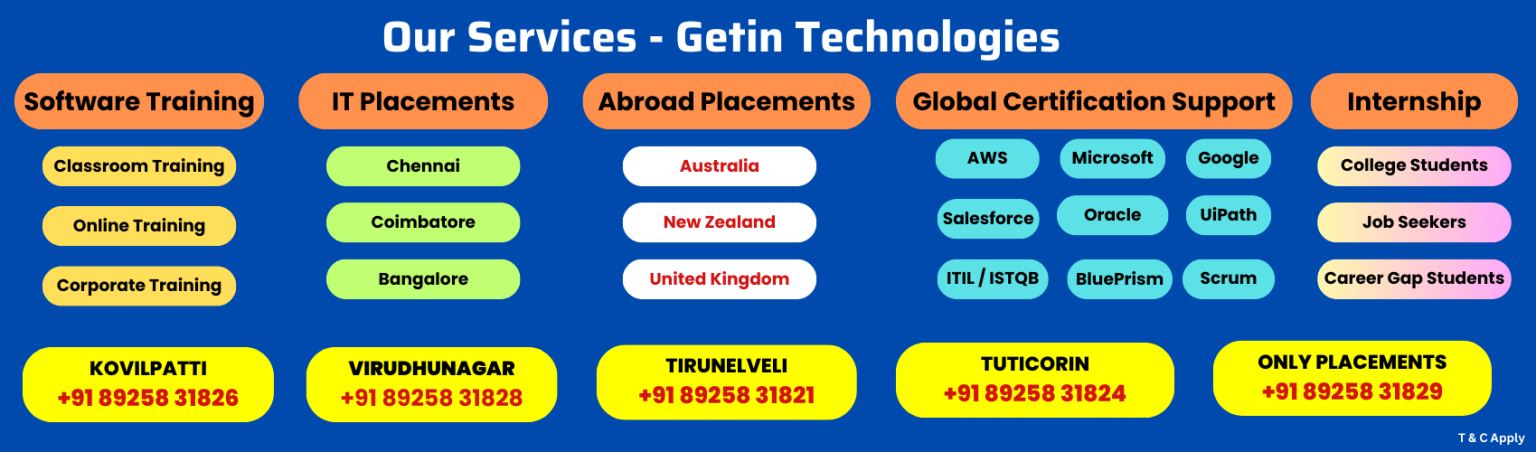 Our Services - Getin Technologies
Software Training
Classroom Training
Online Training
Corporate Training
IT Placements
Chennai
Coimbatore
Bangalore
Abroad Placements
Australia
New Zealand
United Kingdom
Global Certification Support
AWS Microsoft Google
Salesforce Oracle UiPath
ITIL / ISTQB BluePrism Scrum
Internship
College Students
Job Seekers
Career Gap Students
KOVILPATTI
+91 89258 31826
VIRUDHUNAGAR
+91 89258 31828
TIRUNELVELI
+91 89258 31821
TUTICORIN
+91 89258 31824
ONLY PLACEMENTS
+91 89258 31829
T & C Apply